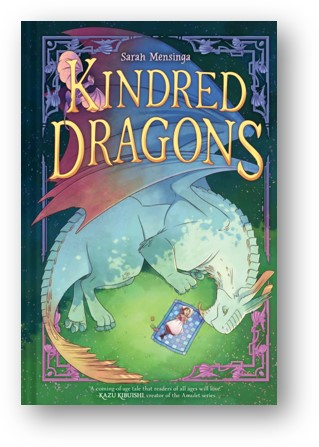 Sarah Mensinga
KINDRED
DRAGONS
"A coming-of-age tale that readers of all ages will love."
KAZU KIBUISHI, creator of the Amulet series